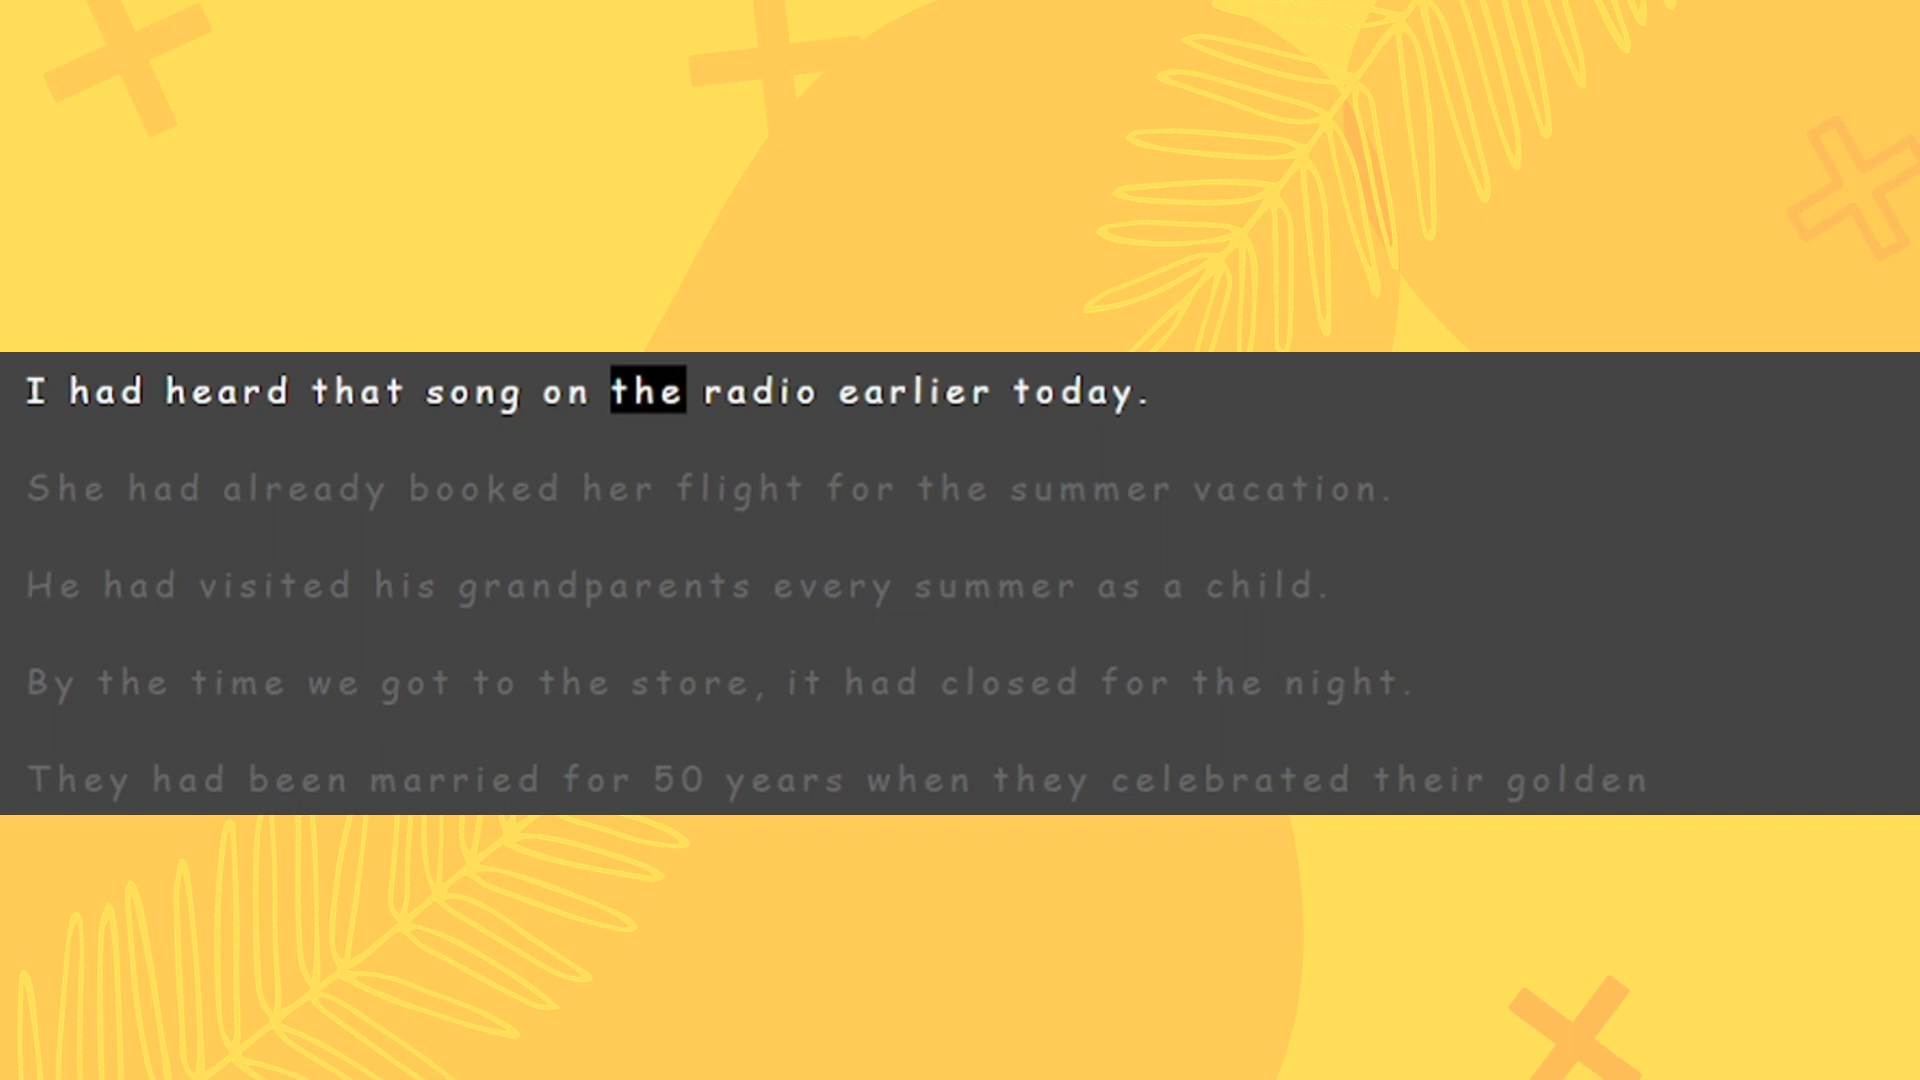 I had heard that song on the radio earlier today.
She had already booked her flight for the summer vacation.
He had visited his grandparents every summer as a child.
By the time we got to the store, it had closed for the night.
They had been married for 50 years when they celebrated their golden